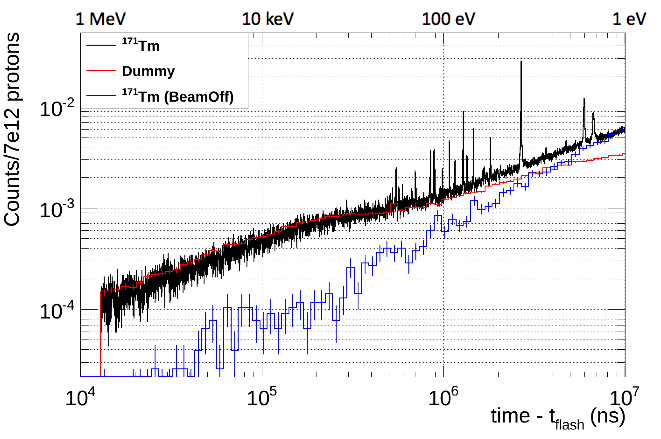 1 MeV 10 keV 100 eV 1 eV
¹⁷¹Tm
Dummy
¹⁷¹Tm (BeamOff)
Counts/7e12 protons
10⁻²
10⁻³
10⁻⁴
10⁴ 10⁵ 10⁶ 10⁷
time - t_flash (ns)